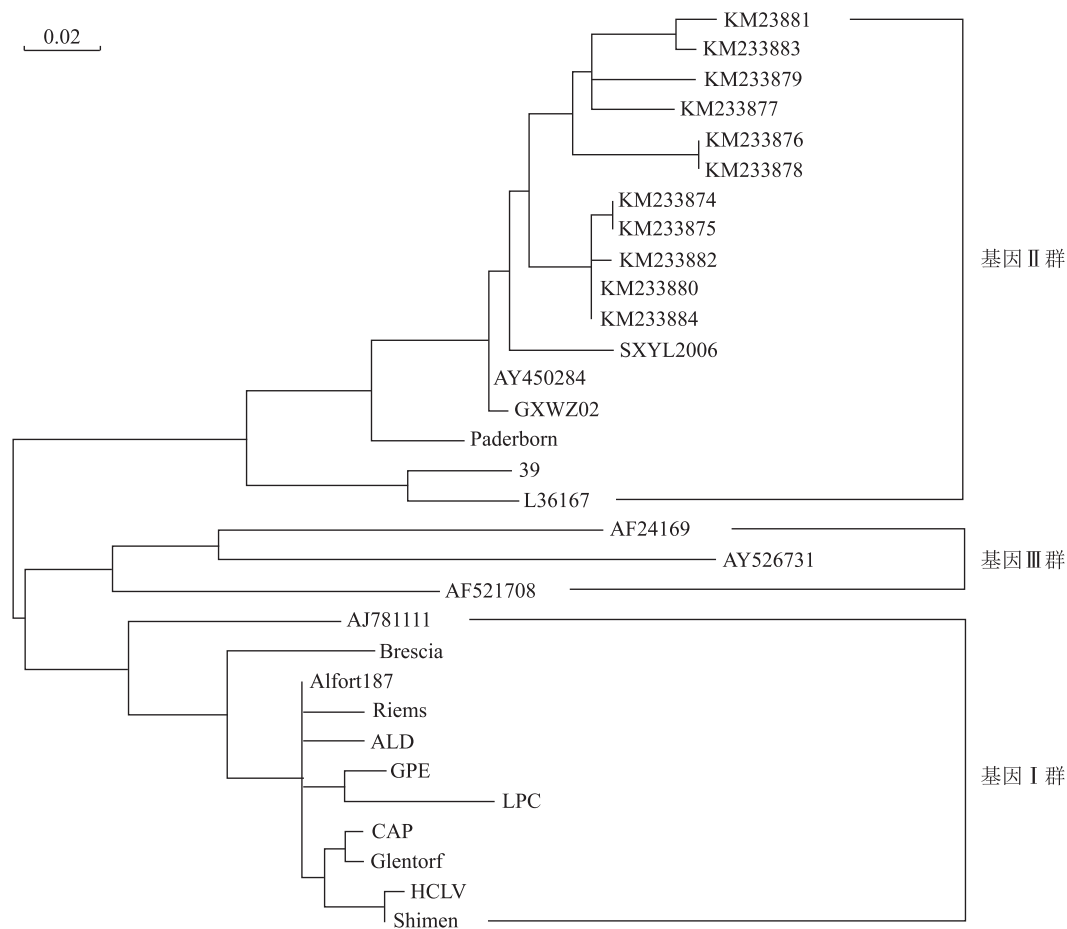 0.02
KM23881
KM233883
KM233879
KM233877
KM233876
KM233878
KM233874
KM233875
KM233882
KM233880
KM233884
SXYL2006
AY450284
GXWZ02
Paderborn
39
L36167
基因Ⅱ群
AF24169
AY526731
AF521708
基因Ⅲ群
AJ781111
Brescia
Alfort187
Riems
ALD
GPE
LPC
CAP
Glentorf
HCLV
Shimen
基因Ⅰ群